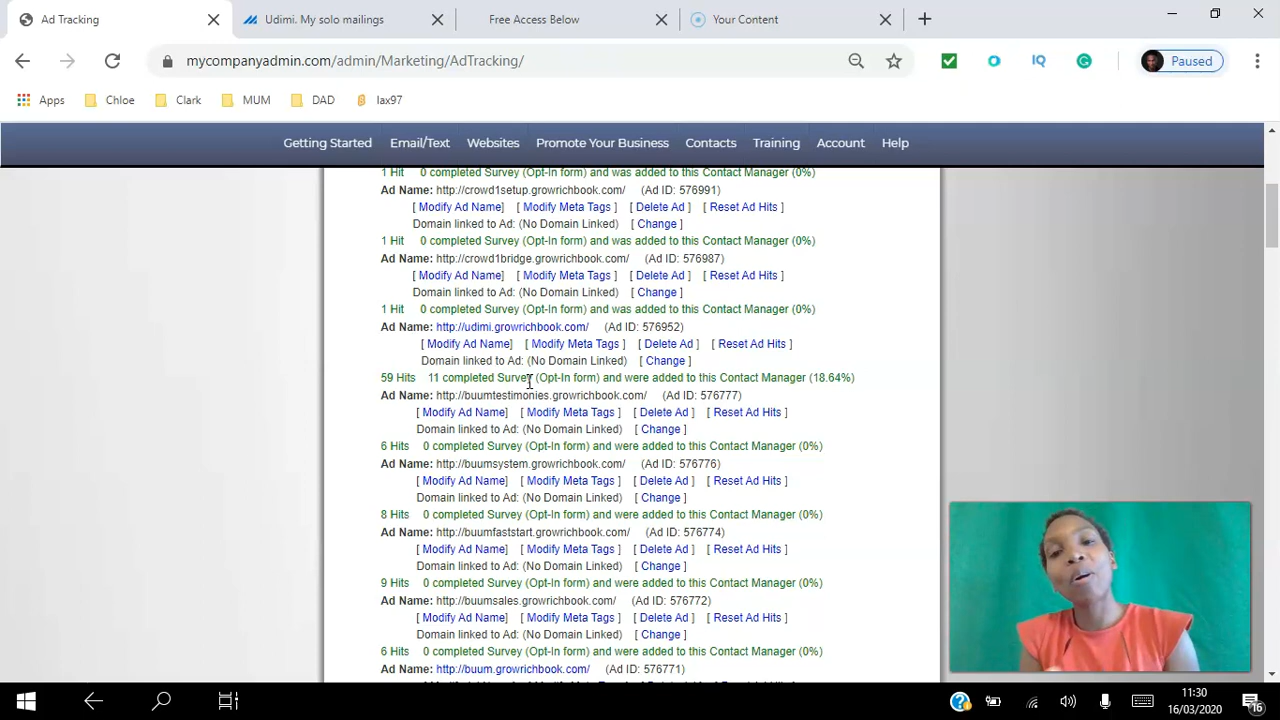 Ad Tracking
Udimi. My solo mailings
Free Access Below
Your Content
mycompanyadmin.com/admin/Marketing/AdTracking/
IQ
Paused
Apps Chloe Clark MUM DAD lax97
Getting Started Email/Text Websites Promote Your Business Contacts Training Account Help
1 Hit 0 completed Survey (Opt-In form) and was added to this Contact Manager (0%)
Ad Name: http://crowd1setup.growrichbook.com/ (Ad ID: 576991)
[ Modify Ad Name] [ Modify Meta Tags ] [ Delete Ad ] [ Reset Ad Hits ]
Domain linked to Ad: (No Domain Linked) [ Change ]
1 Hit 0 completed Survey (Opt-In form) and was added to this Contact Manager (0%)
Ad Name: http://crowd1bridge.growrichbook.com/ (Ad ID: 576987)
[ Modify Ad Name] [ Modify Meta Tags ] [ Delete Ad ] [ Reset Ad Hits ]
Domain linked to Ad: (No Domain Linked) [ Change ]
1 Hit 0 completed Survey (Opt-In form) and was added to this Contact Manager (0%)
Ad Name: http://udimi.growrichbook.com/ (Ad ID: 576952)
[ Modify Ad Name] [ Modify Meta Tags ] [ Delete Ad ] [ Reset Ad Hits ]
Domain linked to Ad: (No Domain Linked) [ Change ]
59 Hits 11 completed Survey (Opt-In form) and were added to this Contact Manager (18.64%)
Ad Name: http://buumtestimonies.growrichbook.com/ (Ad ID: 576777)
[ Modify Ad Name] [ Modify Meta Tags ] [ Delete Ad ] [ Reset Ad Hits ]
Domain linked to Ad: (No Domain Linked) [ Change ]
6 Hits 0 completed Survey (Opt-In form) and were added to this Contact Manager (0%)
Ad Name: http://buumsystem.growrichbook.com/ (Ad ID: 576776)
[ Modify Ad Name] [ Modify Meta Tags ] [ Delete Ad ] [ Reset Ad Hits ]
Domain linked to Ad: (No Domain Linked) [ Change ]
8 Hits 0 completed Survey (Opt-In form) and were added to this Contact Manager (0%)
Ad Name: http://buumfaststart.growrichbook.com/ (Ad ID: 576774)
[ Modify Ad Name] [ Modify Meta Tags ] [ Delete Ad ] [ Reset Ad Hits ]
Domain linked to Ad: (No Domain Linked) [ Change ]
9 Hits 0 completed Survey (Opt-In form) and were added to this Contact Manager (0%)
Ad Name: http://buumsales.growrichbook.com/ (Ad ID: 576772)
[ Modify Ad Name] [ Modify Meta Tags ] [ Delete Ad ] [ Reset Ad Hits ]
Domain linked to Ad: (No Domain Linked) [ Change ]
6 Hits 0 completed Survey (Opt-In form) and were added to this Contact Manager (0%)
Ad Name: http://buum.growrichbook.com/ (Ad ID: 576771)
11:30
16/03/2020
16